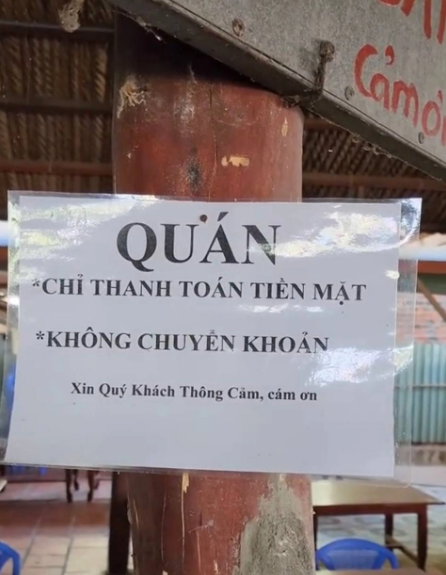 Cảm ơ
QUÁN
*CHỈ THANH TOÁN TIỀN MẶT
*KHÔNG CHUYỂN KHOẢN
Xin Quý Khách Thông Cảm, cám ơn